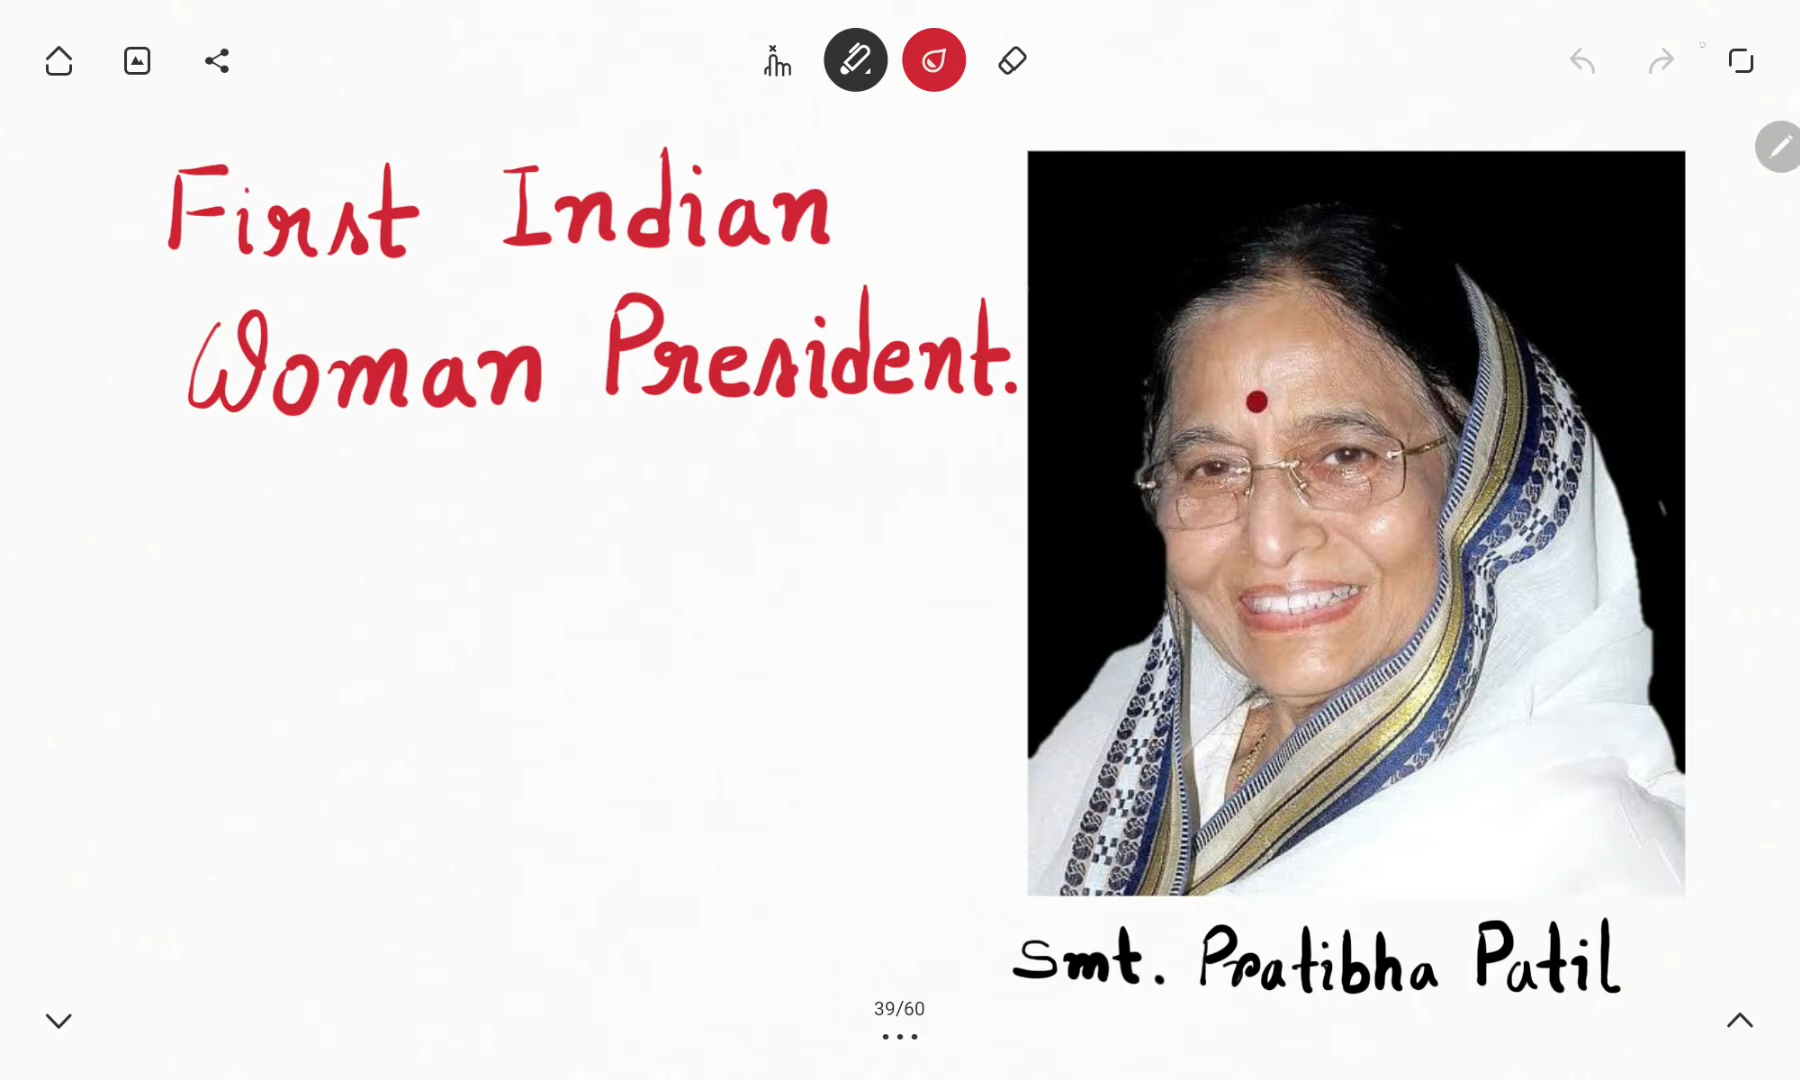 First Indian
Woman President.
Smt. Pratibha Patil
39/60